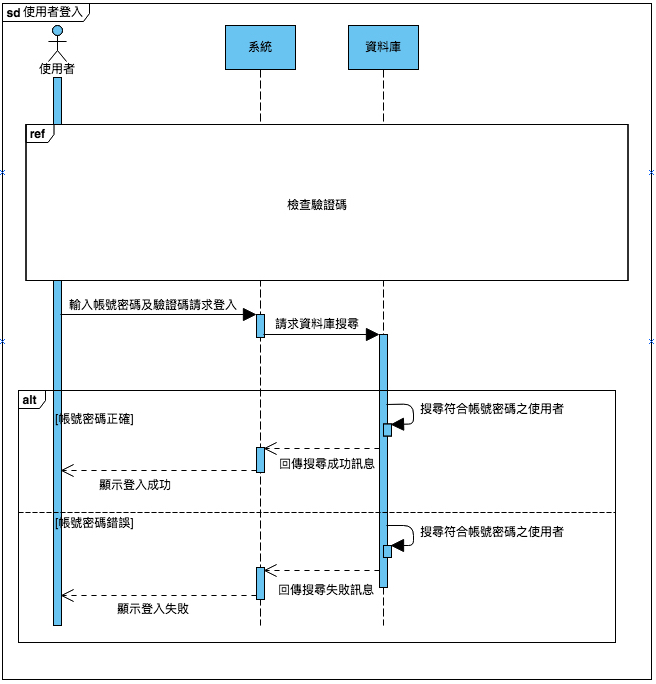 sd 使用者登入
使用者
系統
資料庫
ref
檢查驗證碼
輸入帳號密碼及驗證碼請求登入
請求資料庫搜尋
alt
[帳號密碼正確]
搜尋符合帳號密碼之使用者
回傳搜尋成功訊息
顯示登入成功
[帳號密碼錯誤]
搜尋符合帳號密碼之使用者
回傳搜尋失敗訊息
顯示登入失敗